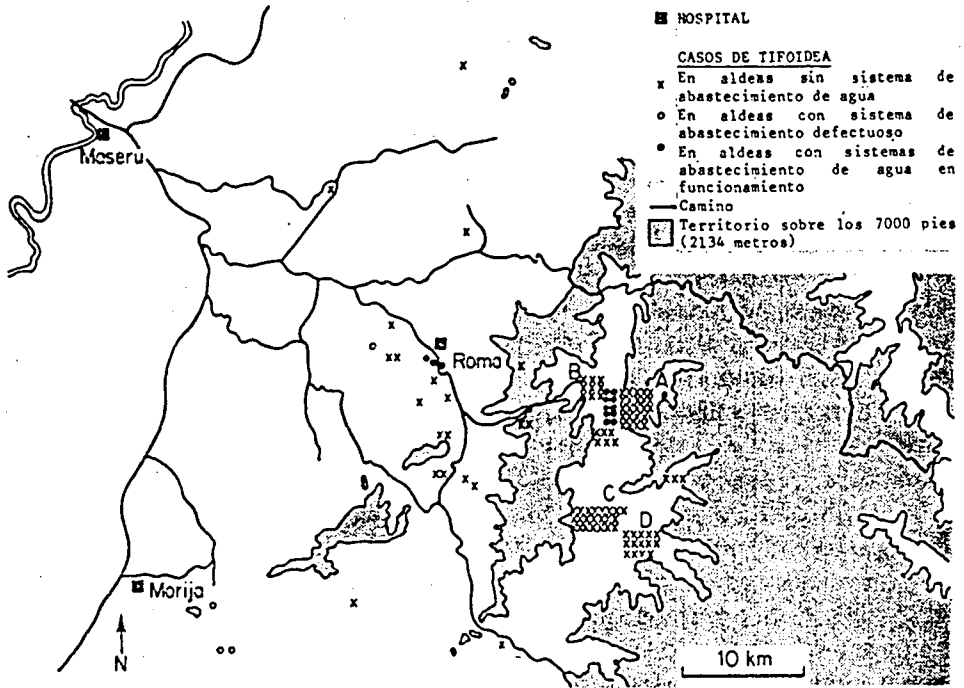 HOSPITAL
CASOS DE TIFOIDEA
x En aldeas sin sistema de
abastecimiento de agua
o En aldeas con sistema de
abastecimiento defectuoso
• En aldeas con sistemas de
abastecimiento de agua en
funcionamiento
Camino
Territorio sobre los 7000 pies
(2134 metros)
Maseru
Roma
B
A
C
D
Morija
N
10 km